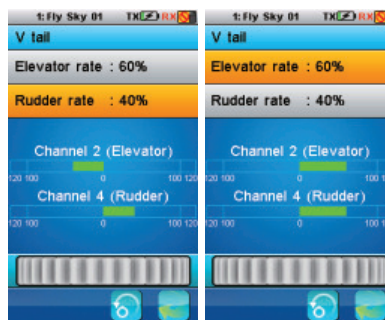 1: Fly Sky 01 TX RX
V tail
Elevator rate : 60%
Rudder rate : 40%
Channel 2 (Elevator)
120 100 0 100 120
Channel 4 (Rudder)
120 100 0 100 120
1: Fly Sky 01 TX RX
V tail
Elevator rate : 60%
Rudder rate : 40%
Channel 2 (Elevator)
120 100 0 100 120
Channel 4 (Rudder)
120 100 0 100 120